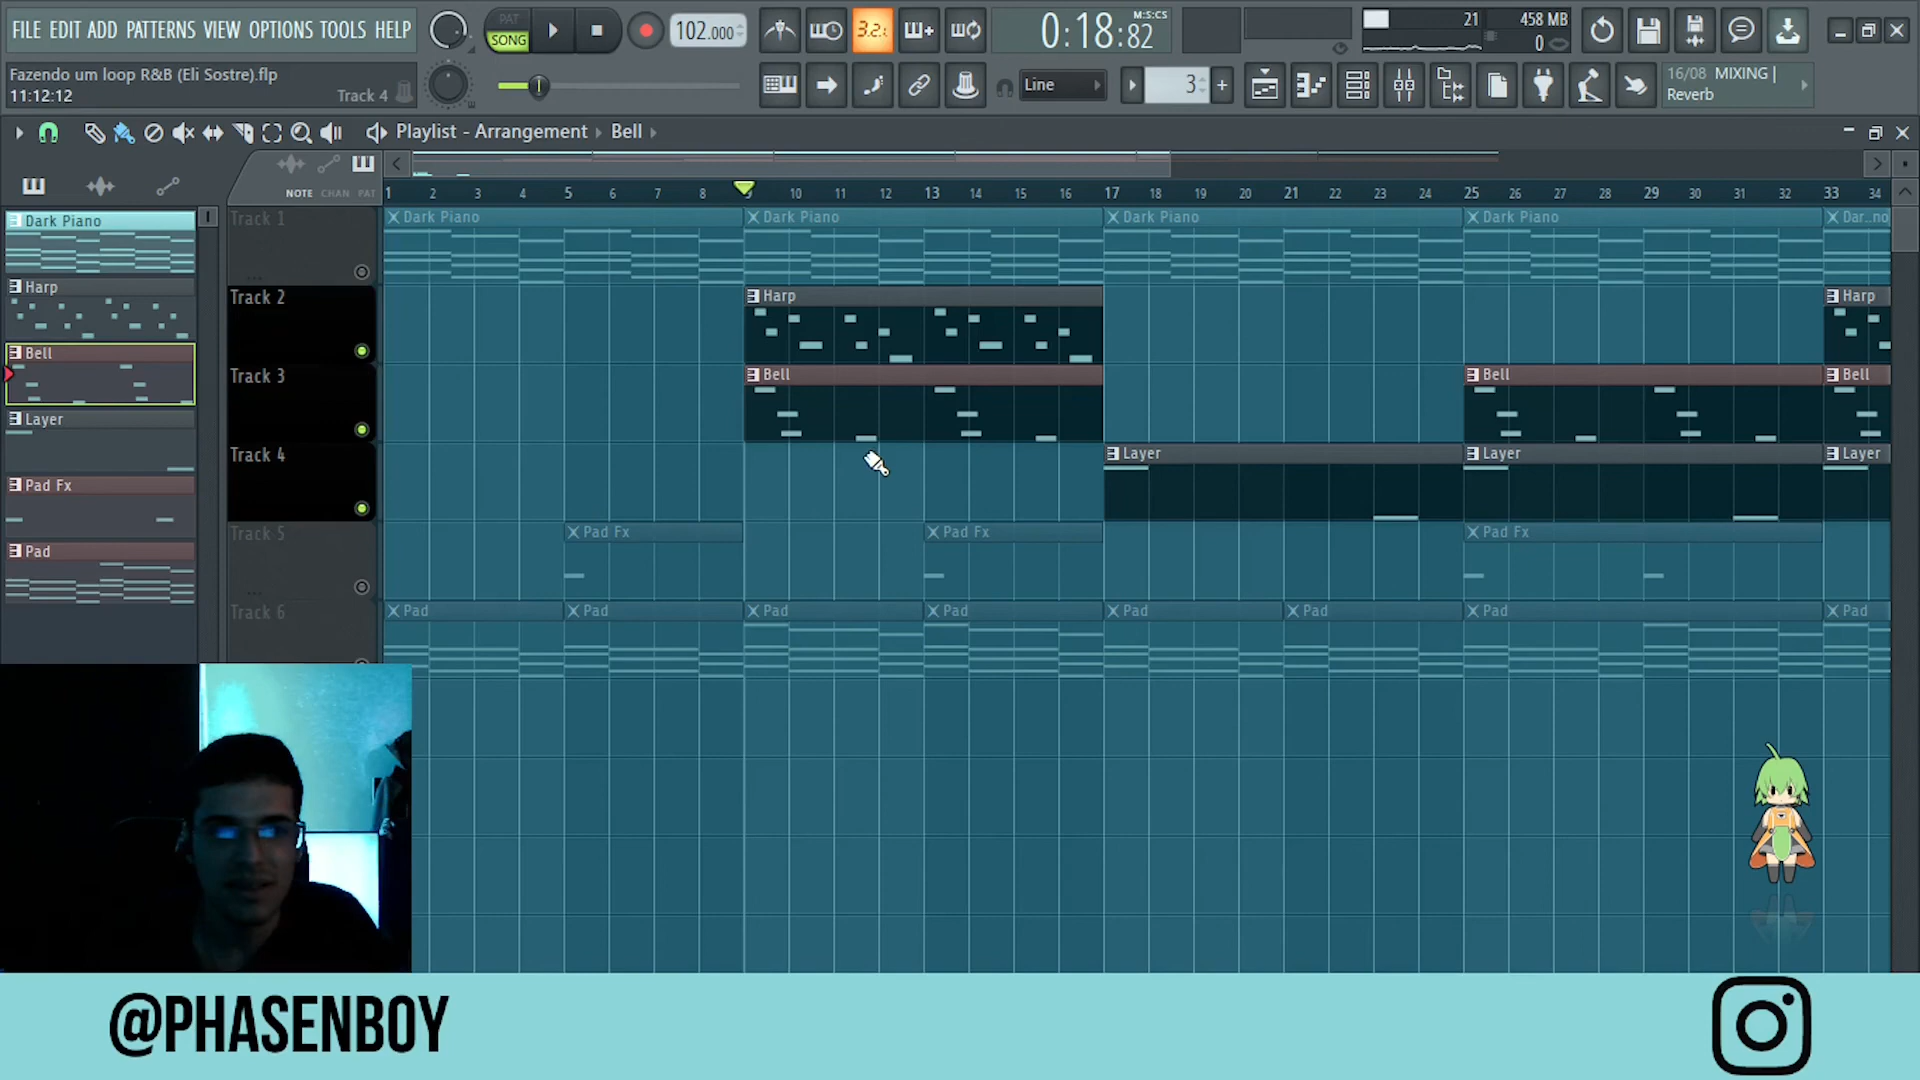 FILE EDIT ADD PATTERNS VIEW OPTIONS TOOLS HELP
PAT
SONG
102.000
3.2.1
0:18:82
M:S:CS
21
458 MB
0
Fazendo um loop R&B (Eli Sostre).flp
11:12:12
Track 4
Line
3
16/08 MIXING |
Reverb
Playlist - Arrangement Bell
NOTE CHAN PAT
1 2 3 4 5 6 7 8 9 10 11 12 13 14 15 16 17 18 19 20 21 22 23 24 25 26 27 28 29 30 31 32 33 34
Dark Piano
Harp
Bell
Layer
Pad Fx
Pad
Track 1
Dark Piano Dark Piano Dark Piano Dark Piano Dar..no
Track 2
Harp Harp
Track 3
Bell Bell Bell
Track 4
Layer Layer Layer
Track 5
Pad Fx Pad Fx Pad Fx
Track 6
Pad Pad Pad Pad Pad Pad Pad Pad
@PHASENBOY